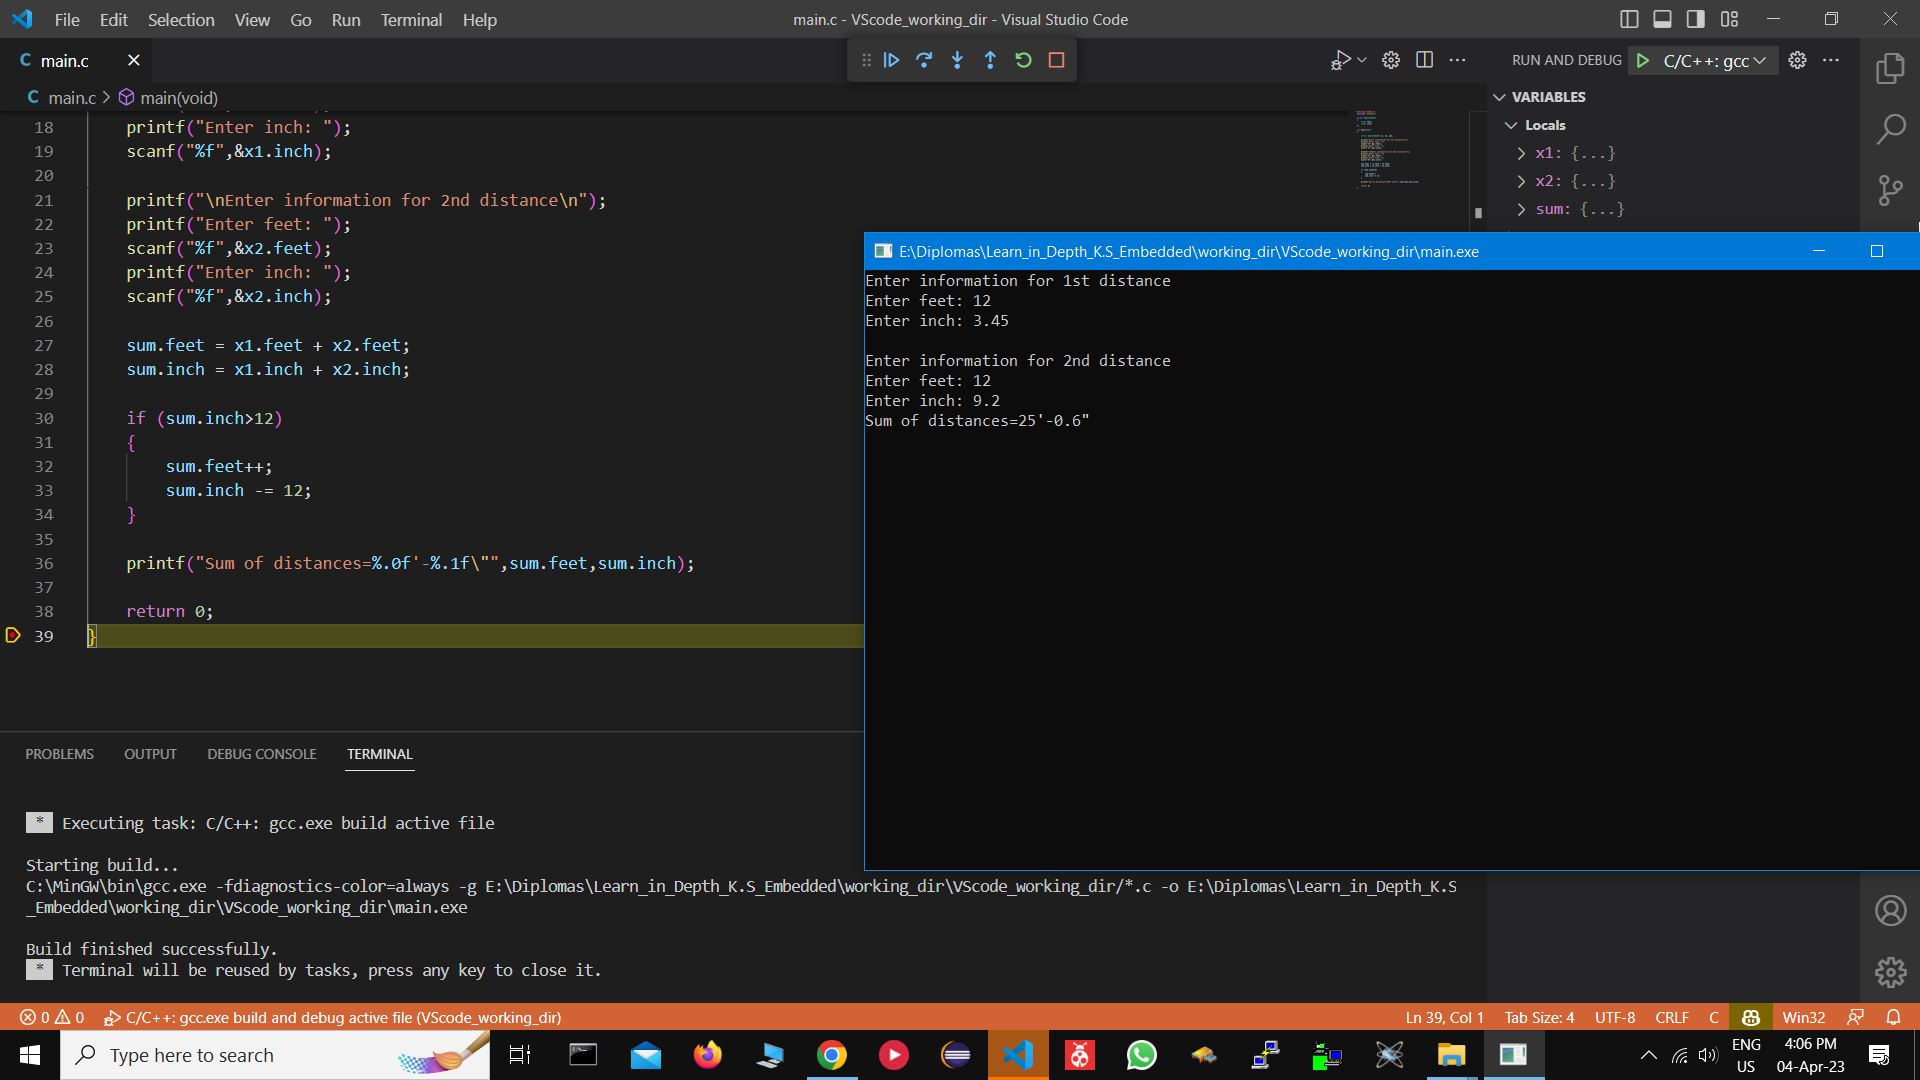 File Edit Selection View Go Run Terminal Help
main.c - VScode_working_dir - Visual Studio Code
C main.c
RUN AND DEBUG C/C++: gcc
C main.c > main(void)
VARIABLES
Locals
x1: {...}
x2: {...}
sum: {...}
18 printf("Enter inch: ");
19 scanf("%f",&x1.inch);
20
21 printf("\nEnter information for 2nd distance\n");
22 printf("Enter feet: ");
23 scanf("%f",&x2.feet);
24 printf("Enter inch: ");
25 scanf("%f",&x2.inch);
26
27 sum.feet = x1.feet + x2.feet;
28 sum.inch = x1.inch + x2.inch;
29
30 if (sum.inch>12)
31 {
32 sum.feet++;
33 sum.inch -= 12;
34 }
35
36 printf("Sum of distances=%.0f'-%.1f\"",sum.feet,sum.inch);
37
38 return 0;
39 }
E:\Diplomas\Learn_in_Depth_K.S_Embedded\working_dir\VScode_working_dir\main.exe
Enter information for 1st distance
Enter feet: 12
Enter inch: 3.45
Enter information for 2nd distance
Enter feet: 12
Enter inch: 9.2
Sum of distances=25'-0.6"
PROBLEMS OUTPUT DEBUG CONSOLE TERMINAL
* Executing task: C/C++: gcc.exe build active file
Starting build...
C:\MinGW\bin\gcc.exe -fdiagnostics-color=always -g E:\Diplomas\Learn_in_Depth_K.S_Embedded\working_dir\VScode_working_dir/*.c -o E:\Diplomas\Learn_in_Depth_K.S
_Embedded\working_dir\VScode_working_dir\main.exe
Build finished successfully.
* Terminal will be reused by tasks, press any key to close it.
0 0 C/C++: gcc.exe build and debug active file (VScode_working_dir)
Ln 39, Col 1 Tab Size: 4 UTF-8 CRLF C Win32
Type here to search
ENG
US
4:06 PM
04-Apr-23